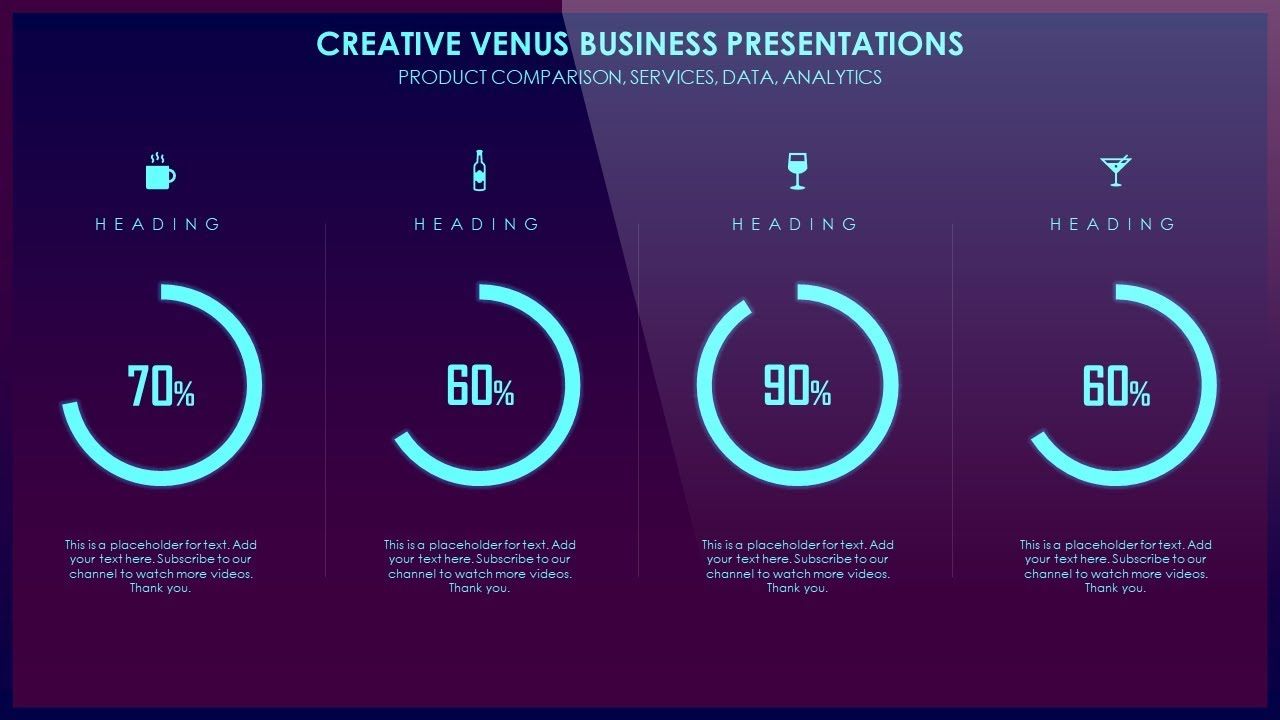 CREATIVE VENUS BUSINESS PRESENTATIONS
PRODUCT COMPARISON, SERVICES, DATA, ANALYTICS
HEADING
70%
This is a placeholder for text. Add
your text here. Subscribe to our
channel to watch more videos.
Thank you.
HEADING
60%
This is a placeholder for text. Add
your text here. Subscribe to our
channel to watch more videos.
Thank you.
HEADING
90%
This is a placeholder for text. Add
your text here. Subscribe to our
channel to watch more videos.
Thank you.
HEADING
60%
This is a placeholder for text. Add
your text here. Subscribe to our
channel to watch more videos.
Thank you.